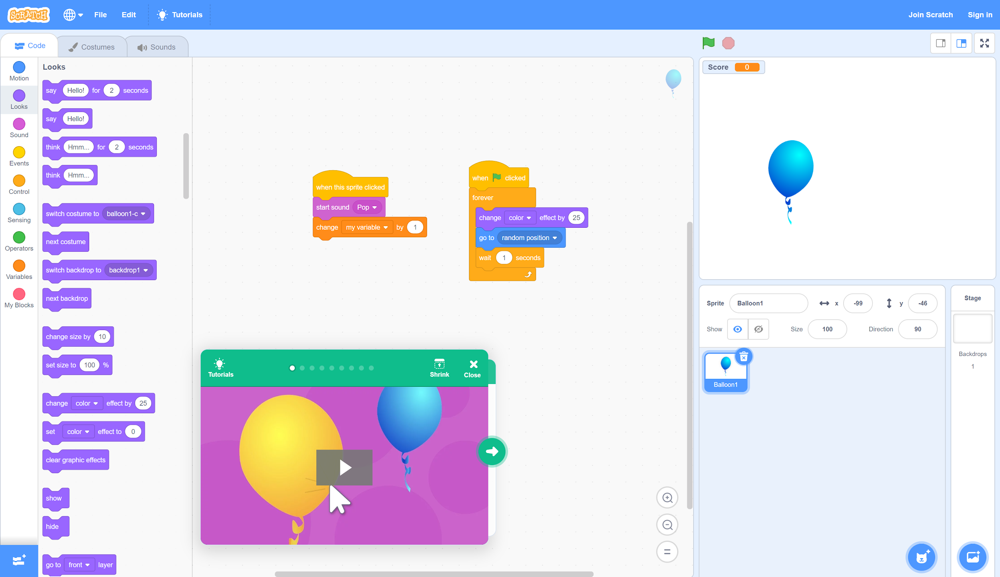 SCRATCH File Edit Tutorials Join Scratch Sign in
Code Costumes Sounds
Motion
Looks
Sound
Events
Control
Sensing
Operators
Variables
My Blocks
Looks
say Hello! for 2 seconds
say Hello!
think Hmm... for 2 seconds
think Hmm...
switch costume to balloon1-c
next costume
switch backdrop to backdrop1
next backdrop
change size by 10
set size to 100 %
change color effect by 25
set color effect to 0
clear graphic effects
show
hide
go to front layer
when this sprite clicked
start sound Pop
change my variable by 1
when clicked
forever
change color effect by 25
go to random position
wait 1 seconds
Tutorials Shrink Close
Score 0
Sprite Balloon1 x -99 y -46
Show Size 100 Direction 90
Balloon1
Stage
Backdrops
1